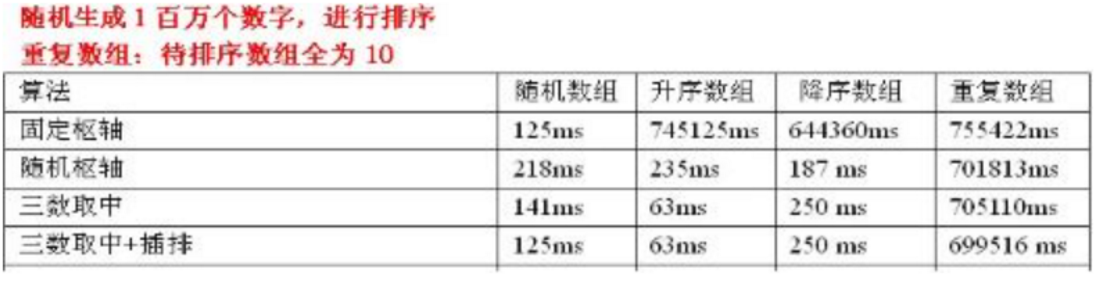 随机生成 1 百万个数字，进行排序
重复数组：待排序数组全为 10
算法 随机数组 升序数组 降序数组 重复数组
固定枢轴 125ms 745125ms 644360ms 755422ms
随机枢轴 218ms 235ms 187 ms 701813ms
三数取中 141ms 63ms 250 ms 705110ms
三数取中+插排 125ms 63ms 250 ms 699516 ms